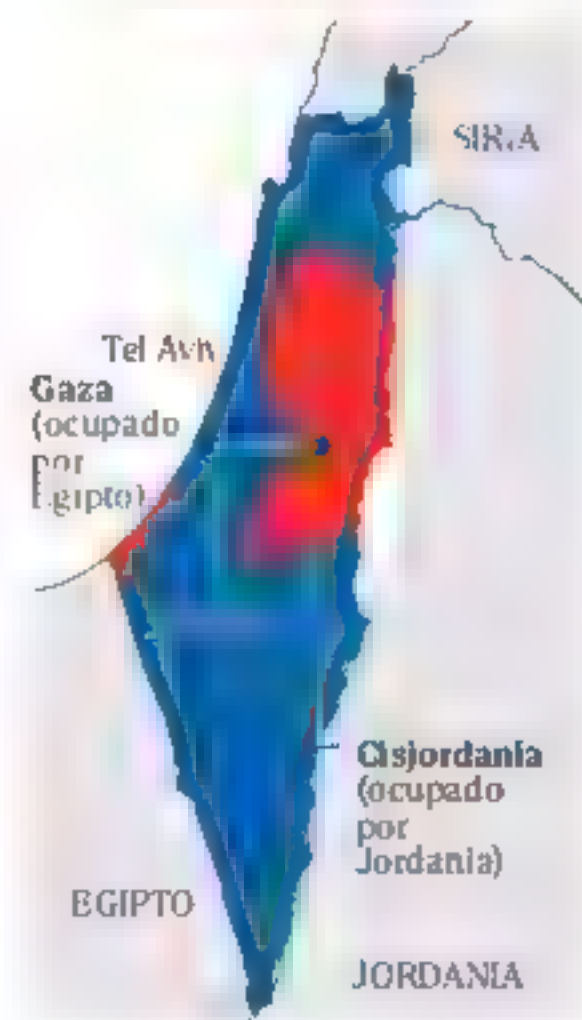 SIRIA
Tel Aviv
Gaza
(ocupado
por
Egipto)
Cisjordania
(ocupado
por
Jordania)
EGIPTO
JORDANIA